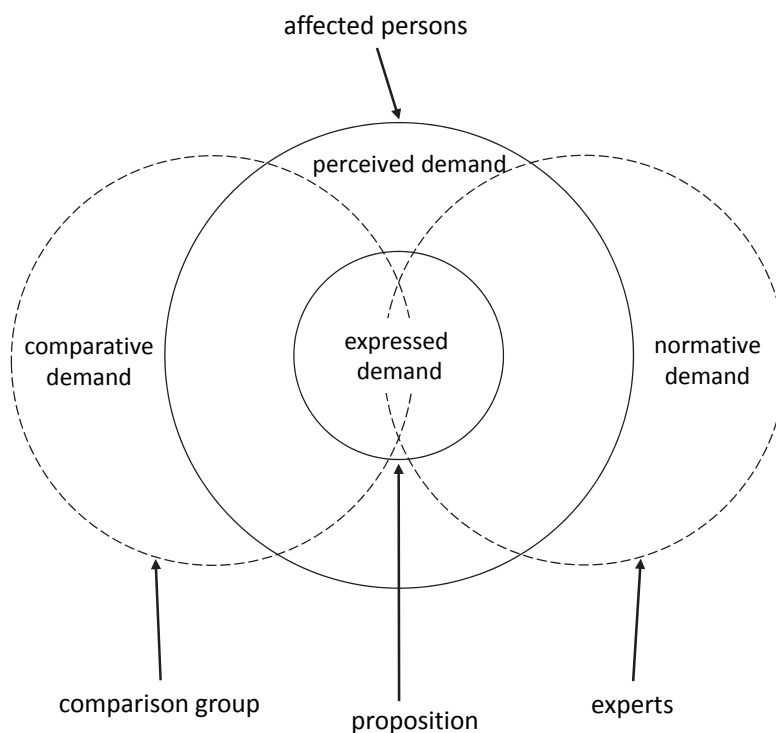 affected persons
perceived demand
comparative
demand
expressed
demand
normative
demand
comparison group
proposition
experts